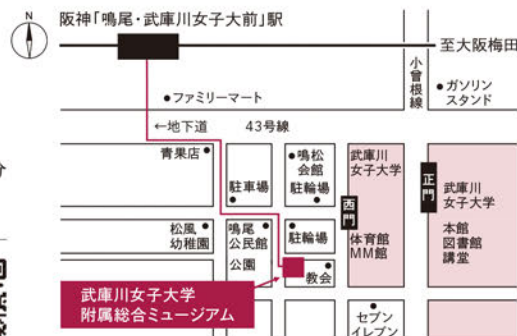 N
阪神「鳴尾・武庫川女子大前」駅
至大阪梅田
小曽根線
●ガソリン
スタンド
●ファミリーマート
←地下道
43号線
青果店●
●鳴松
会館
駐輪場
駐車場
武庫川
女子大学
西門
正門
武庫川
女子大学
本館
図書館
講堂
松風
幼稚園
鳴尾
公民館
公園
駐輪場
体育館
MM館
教会
武庫川女子大学
附属総合ミュージアム
セブン
イレブン
分